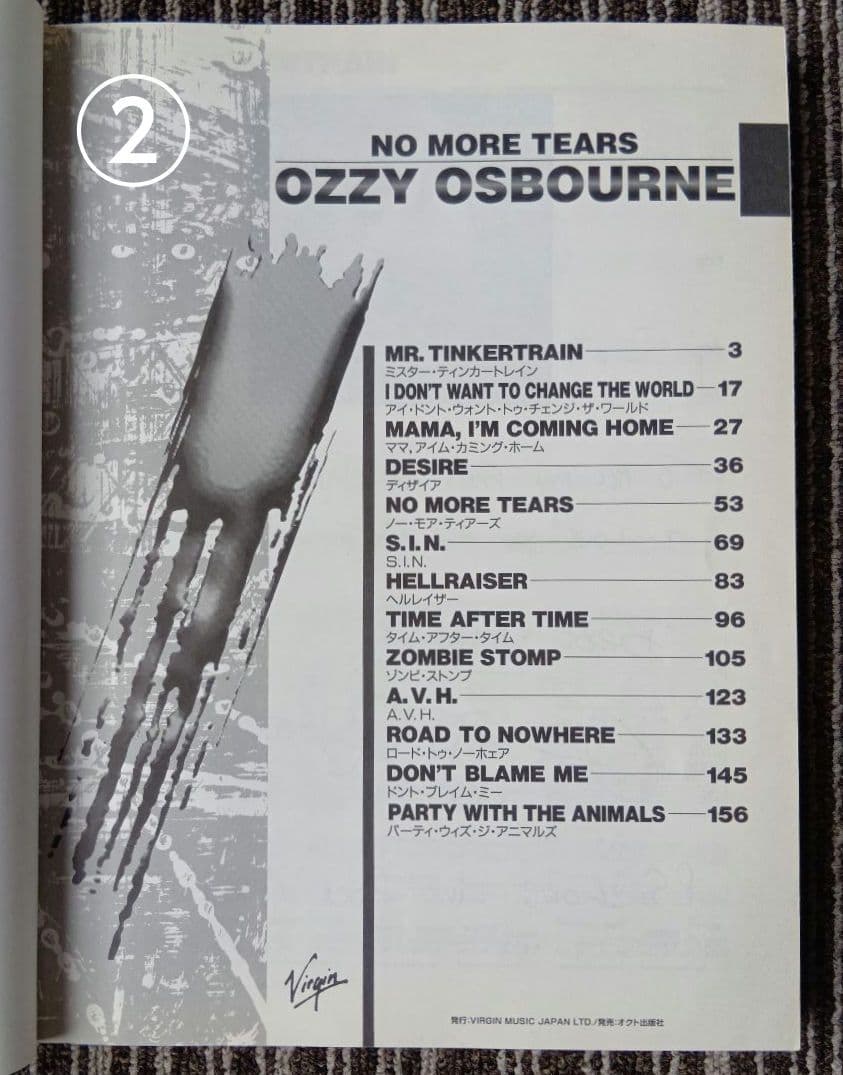 ②
NO MORE TEARS
OZZY OSBOURNE
MR. TINKERTRAIN 3
ミスター・ティンカートレイン
I DON'T WANT TO CHANGE THE WORLD 17
アイ・ドント・ウォント・トゥ・チェンジ・ザ・ワールド
MAMA, I'M COMING HOME 27
ママ, アイム・カミング・ホーム
DESIRE 36
ディザイア
NO MORE TEARS 53
ノー・モア・ティアーズ
S.I.N. 69
S.I.N.
HELLRAISER 83
ヘルレイザー
TIME AFTER TIME 96
タイム・アフター・タイム
ZOMBIE STOMP 105
ゾンビ・ストンプ
A.V.H. 123
A.V.H.
ROAD TO NOWHERE 133
ロード・トゥ・ノーホェア
DON'T BLAME ME 145
ドント・ブレイム・ミー
PARTY WITH THE ANIMALS 156
パーティ・ウィズ・ジ・アニマルズ
Virgin
発行:VIRGIN MUSIC JAPAN LTD./発売:オクト出版社